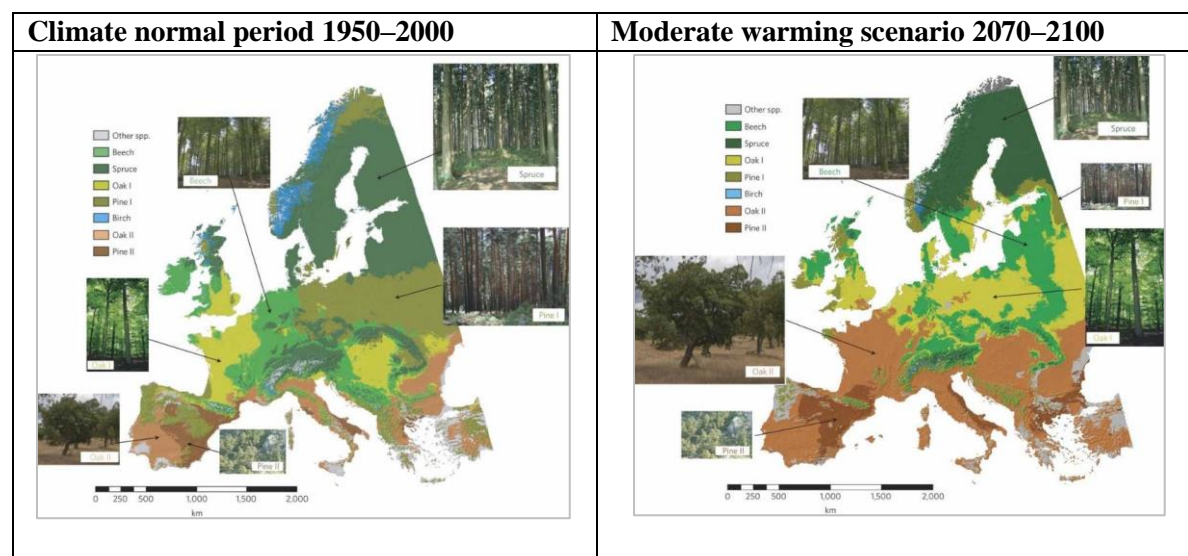 Climate normal period 1950–2000
Moderate warming scenario 2070–2100
Other spp.
Beech
Spruce
Oak I
Pine I
Birch
Oak II
Pine II
Beech
Spruce
Pine I
Oak I
Oak II
Pine II
0 250 500 1,000 1,500 2,000
km
Other spp.
Beech
Spruce
Oak I
Pine I
Birch
Oak II
Pine II
Spruce
Beech
Pine I
Oak II
Oak I
Pine II
0 250 500 1,000 1,500 2,000
km